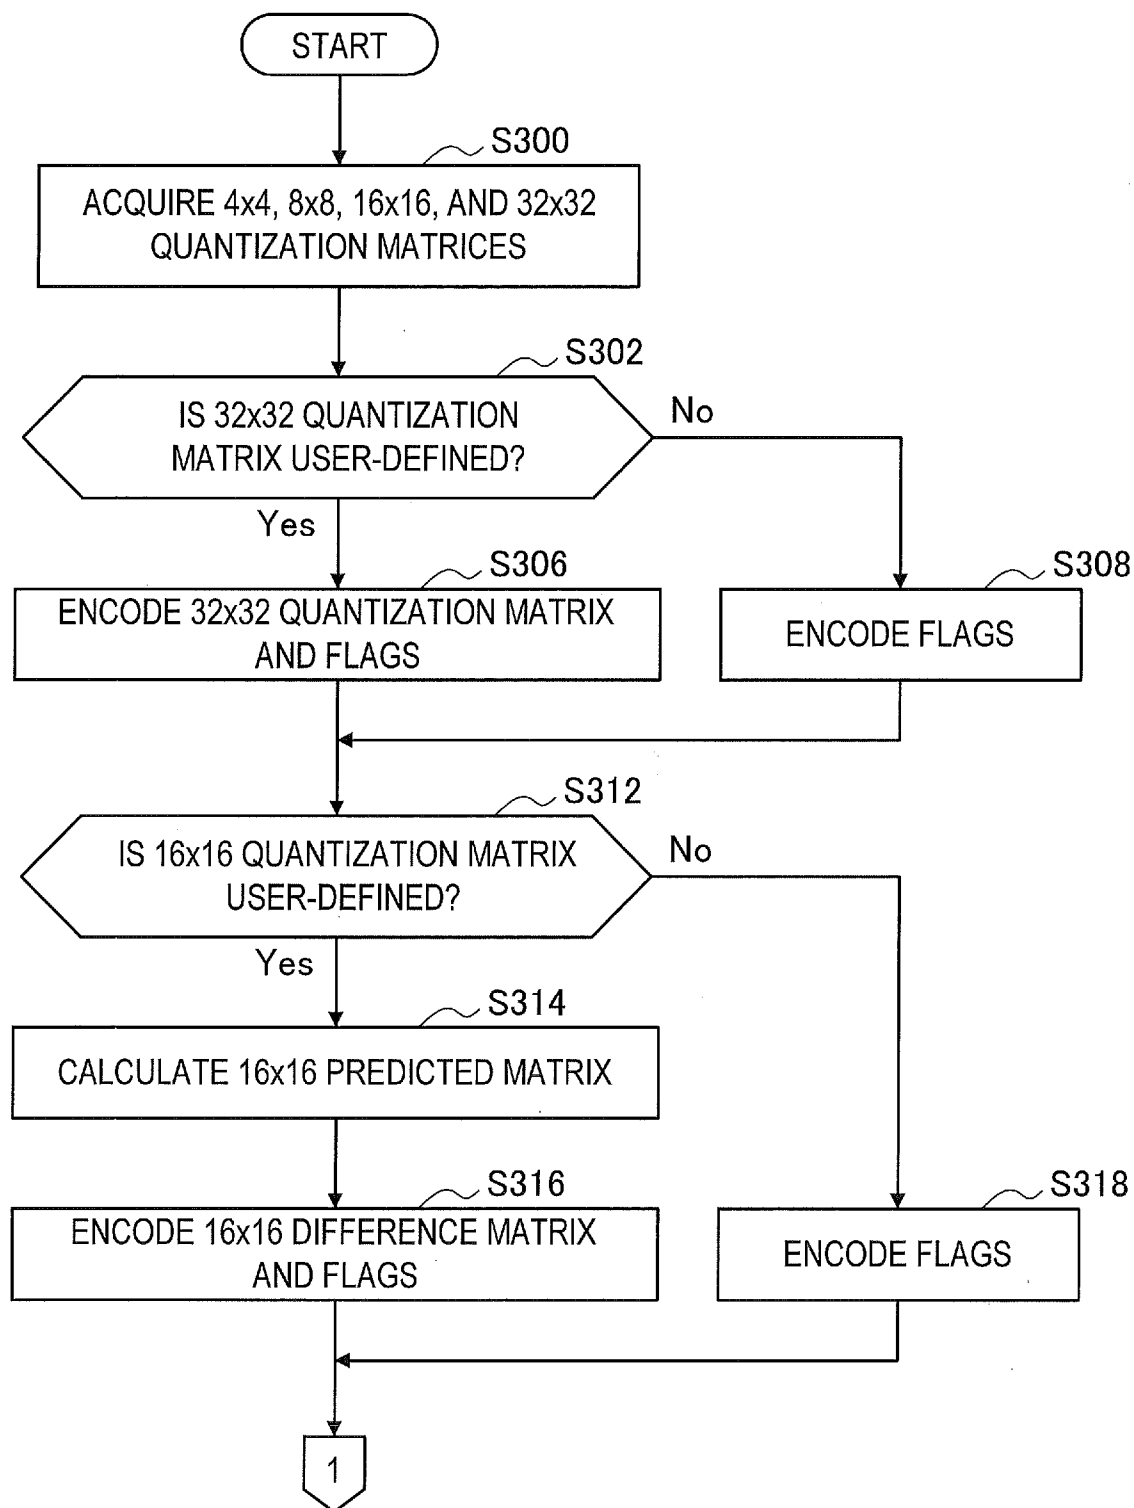 START
S300
ACQUIRE 4x4, 8x8, 16x16, AND 32x32
QUANTIZATION MATRICES
S302
IS 32x32 QUANTIZATION
MATRIX USER-DEFINED?
No
Yes
S306
ENCODE 32x32 QUANTIZATION MATRIX
AND FLAGS
S308
ENCODE FLAGS
S312
IS 16x16 QUANTIZATION MATRIX
USER-DEFINED?
No
Yes
S314
CALCULATE 16x16 PREDICTED MATRIX
S316
ENCODE 16x16 DIFFERENCE MATRIX
AND FLAGS
S318
ENCODE FLAGS
1